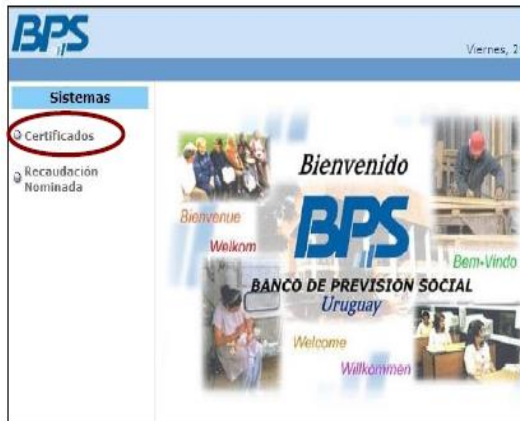 BPS
Viernes, 2
Sistemas
Certificados
Recaudación
Nominada
Bienvenido
Bienvenue
BPS
Welkom
Bem-Vindo
BANCO DE PREVISION SOCIAL
Uruguay
Welcome
Willkommen